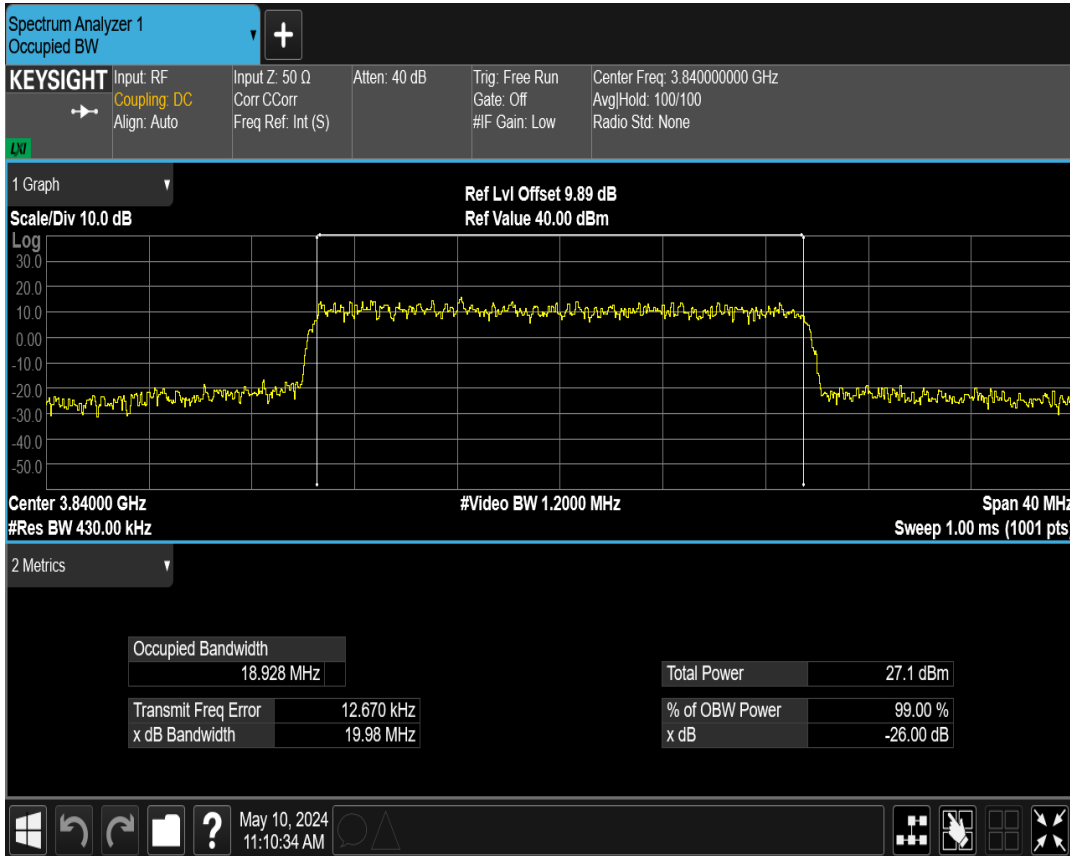 Spectrum Analyzer 1
Occupied BW
+
KEYSIGHT
LXI
Input: RF
Coupling: DC
Align: Auto
Input Z: 50 Ω
Corr CCorr
Freq Ref: Int (S)
Atten: 40 dB
Trig: Free Run
Gate: Off
#IF Gain: Low
Center Freq: 3.840000000 GHz
Avg|Hold: 100/100
Radio Std: None
1 Graph
Ref Lvl Offset 9.89 dB
Scale/Div 10.0 dB
Ref Value 40.00 dBm
Log
30.0
20.0
10.0
0.00
-10.0
-20.0
-30.0
-40.0
-50.0
Center 3.84000 GHz
#Video BW 1.2000 MHz
Span 40 MHz
#Res BW 430.00 kHz
Sweep 1.00 ms (1001 pts)
2 Metrics
Occupied Bandwidth
18.928 MHz
Total Power 27.1 dBm
Transmit Freq Error 12.670 kHz
% of OBW Power 99.00 %
x dB Bandwidth 19.98 MHz
x dB -26.00 dB
?
May 10, 2024
11:10:34 AM